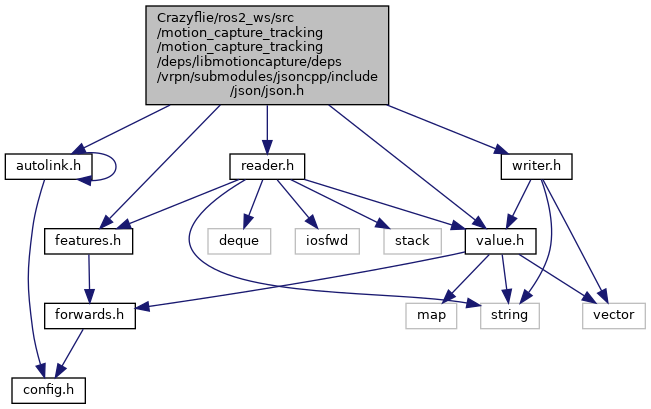 Crazyflie/ros2_ws/src
/motion_capture_tracking
/motion_capture_tracking
/deps/libmotioncapture/deps
/vrpn/submodules/jsoncpp/include
/json/json.h
autolink.h
reader.h
writer.h
features.h
deque
iosfwd
stack
value.h
forwards.h
map
string
vector
config.h